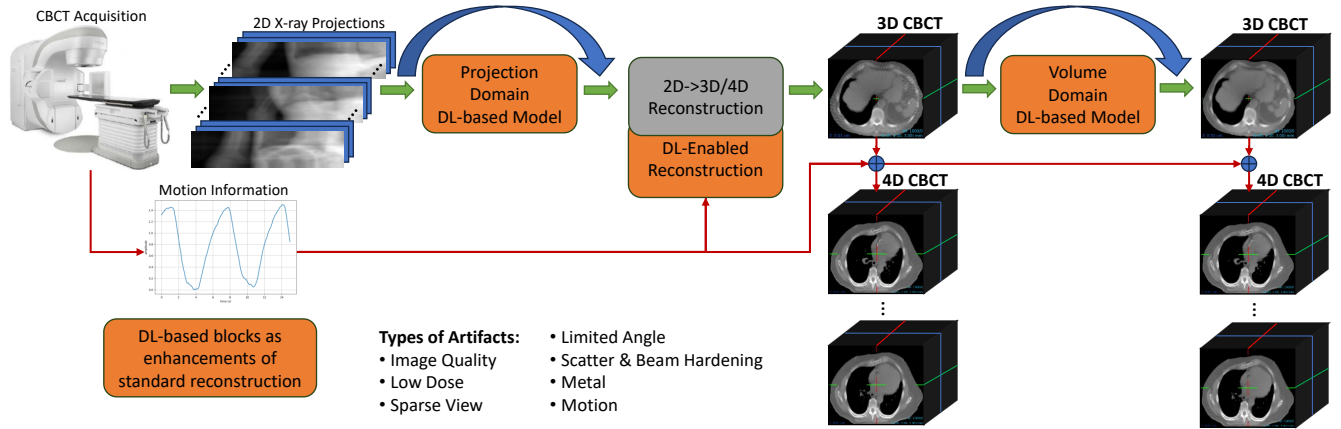 CBCT Acquisition
2D X-ray Projections
Projection
Domain
DL-based Model
2D->3D/4D
Reconstruction
DL-Enabled
Reconstruction
3D CBCT
Volume
Domain
DL-based Model
3D CBCT
4D CBCT
4D CBCT
Motion Information
DL-based blocks as
enhancements of
standard reconstruction
Types of Artifacts:
• Image Quality
• Low Dose
• Sparse View
• Limited Angle
• Scatter & Beam Hardening
• Metal
• Motion